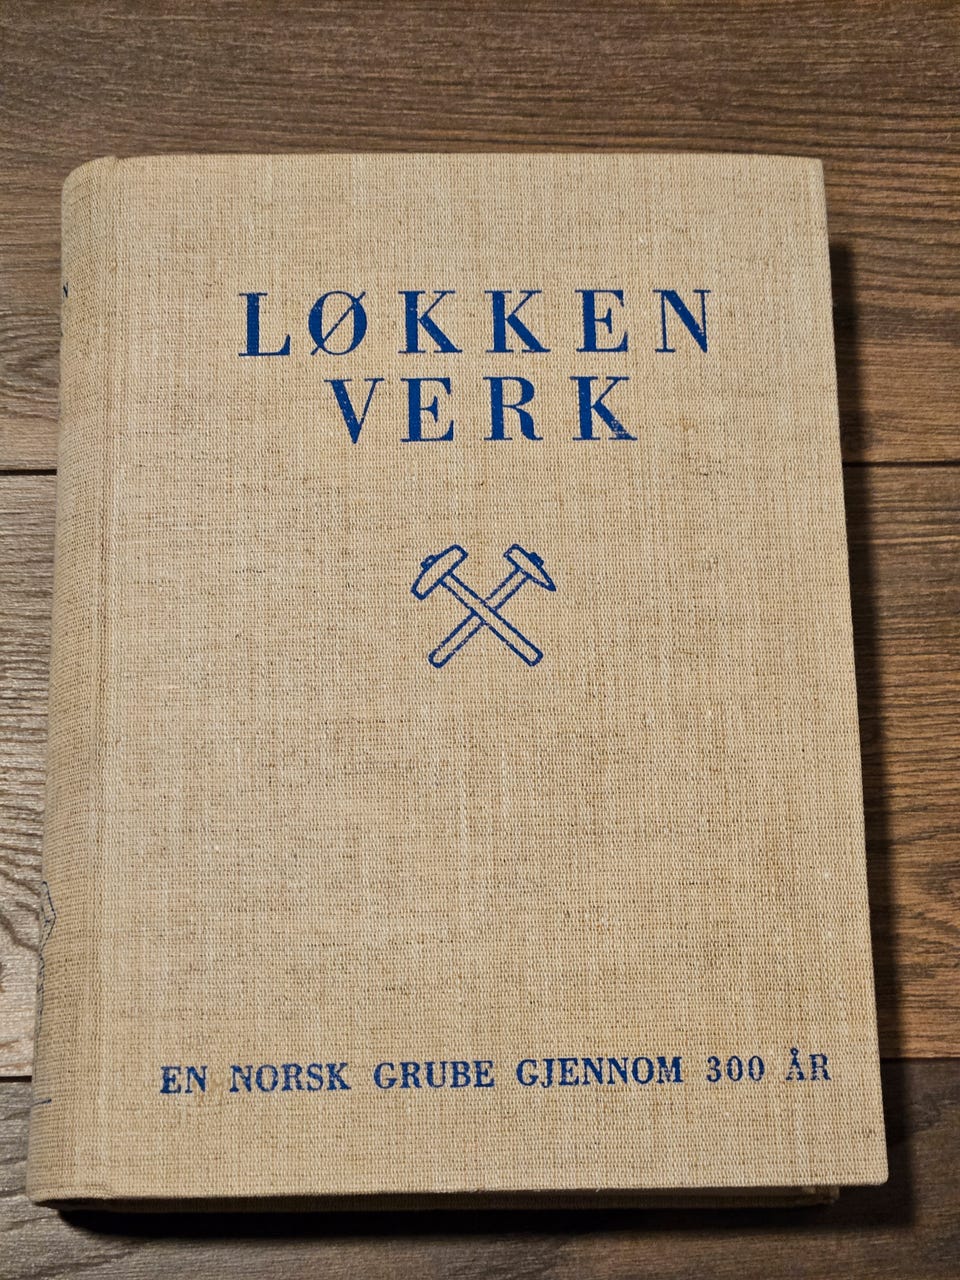 LØKKEN
VERK
EN NORSK GRUBE GJENNOM 300 ÅR